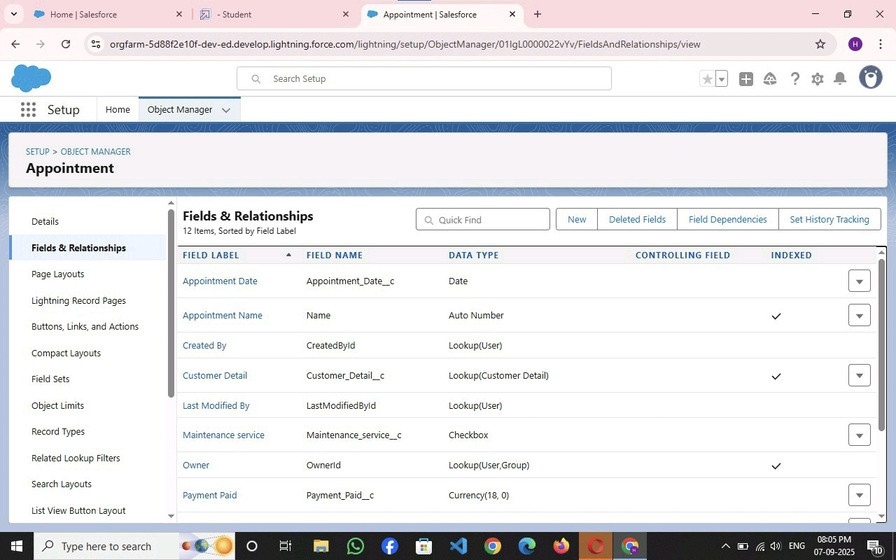 Home | Salesforce
- Student
Appointment | Salesforce
orgfarm-5d88f2e10f-dev-ed.develop.lightning.force.com/lightning/setup/ObjectManager/01IgL0000022vYv/FieldsAndRelationships/view
H
Search Setup
Setup
Home
Object Manager
SETUP > OBJECT MANAGER
Appointment
Details
Fields & Relationships
Page Layouts
Lightning Record Pages
Buttons, Links, and Actions
Compact Layouts
Field Sets
Object Limits
Record Types
Related Lookup Filters
Search Layouts
List View Button Layout
Fields & Relationships
12 Items, Sorted by Field Label
Quick Find
New
Deleted Fields
Field Dependencies
Set History Tracking
FIELD LABEL FIELD NAME DATA TYPE CONTROLLING FIELD INDEXED
Appointment Date Appointment_Date__c Date
Appointment Name Name Auto Number
Created By CreatedById Lookup(User)
Customer Detail Customer_Detail__c Lookup(Customer Detail)
Last Modified By LastModifiedById Lookup(User)
Maintenance service Maintenance_service__c Checkbox
Owner OwnerId Lookup(User,Group)
Payment Paid Payment_Paid__c Currency(18, 0)
Type here to search
ENG
08:05 PM
07-09-2025